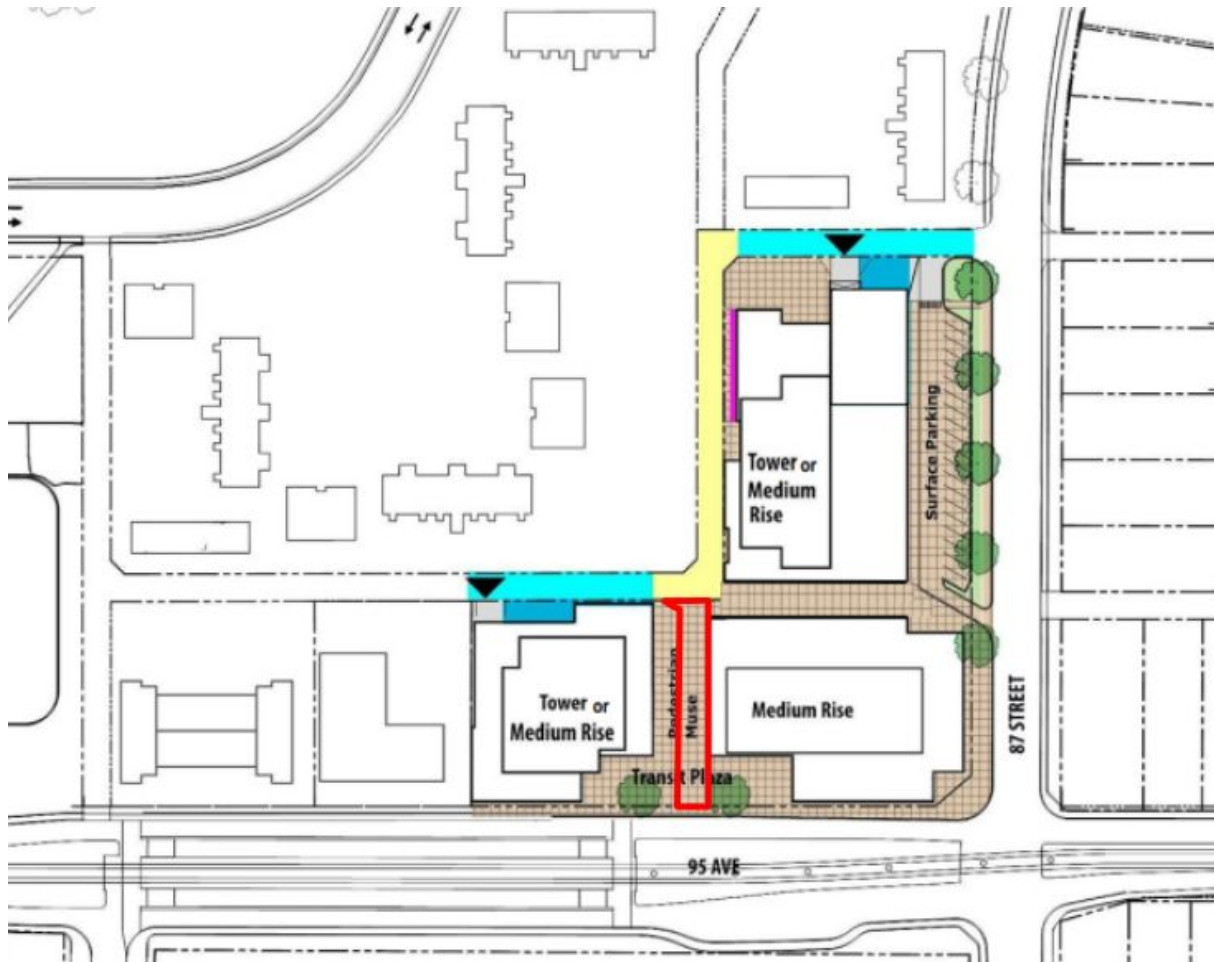 Tower or
Medium
Rise
Surface Parking
Tower or
Medium Rise
Pedestrian
Muse
Medium Rise
87 STREET
Transit Plaza
95 AVE